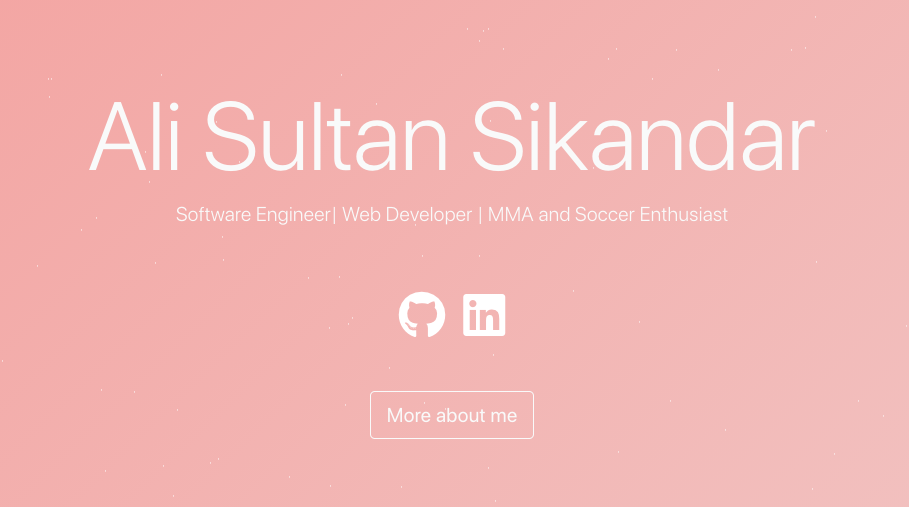 Ali Sultan Sikandar
Software Engineer| Web Developer | MMA and Soccer Enthusiast
in
More about me